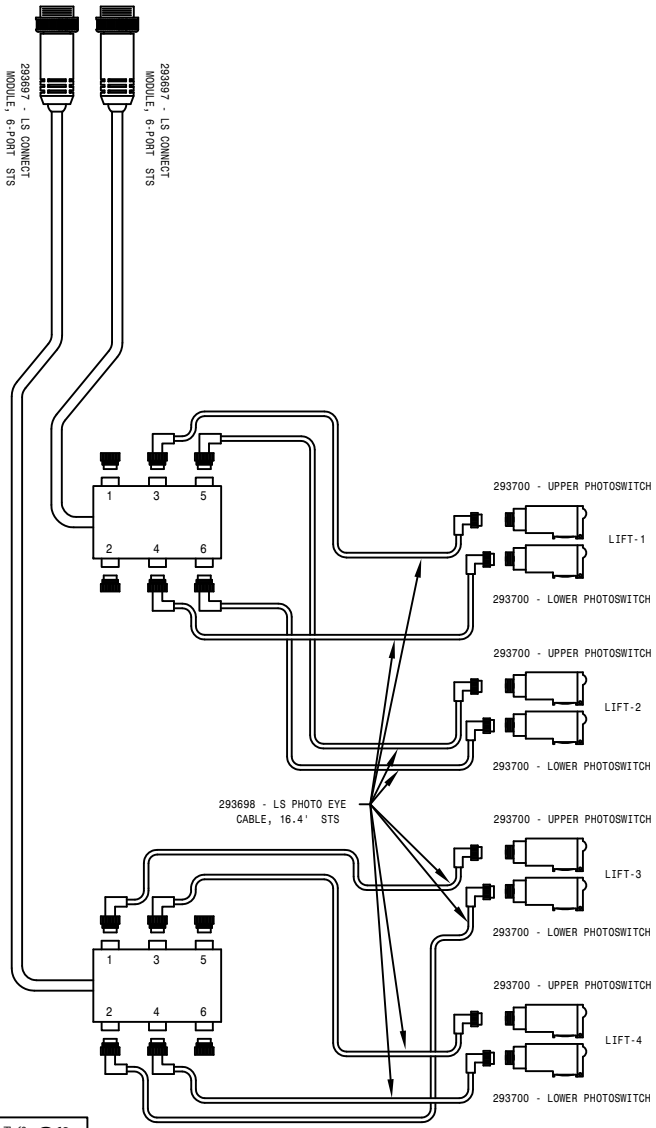 293697 - LS CONNECT
MODULE, 6-PORT STS
293697 - LS CONNECT
MODULE, 6-PORT STS
1 3 5
2 4 6
293700 - UPPER PHOTOSWITCH
LIFT-1
293700 - LOWER PHOTOSWITCH
293700 - UPPER PHOTOSWITCH
LIFT-2
293700 - LOWER PHOTOSWITCH
293698 - LS PHOTO EYE
CABLE, 16.4' STS
293700 - UPPER PHOTOSWITCH
LIFT-3
293700 - LOWER PHOTOSWITCH
1 3 5
2 4 6
293700 - UPPER PHOTOSWITCH
LIFT-4
293700 - LOWER PHOTOSWITCH